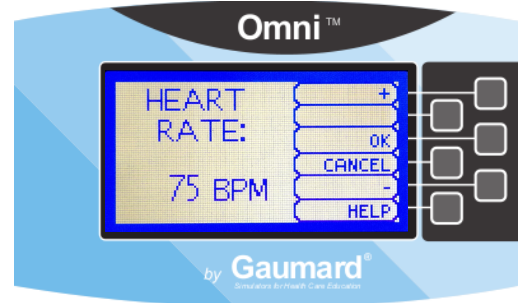 Omni™
HEART
RATE:
75 BPM
+
OK
CANCEL
-
HELP
by Gaumard®
Simulators for Health Care Education